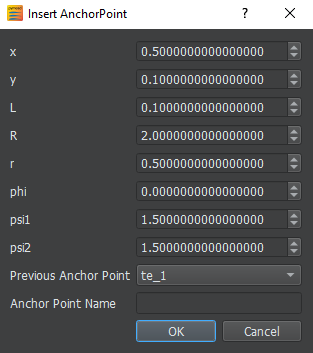 Insert AnchorPoint ?
x 0.5000000000000000
y 0.1000000000000000
L 0.1000000000000000
R 2.0000000000000000
r 0.5000000000000000
phi 0.0000000000000000
psi1 1.5000000000000000
psi2 1.5000000000000000
Previous Anchor Point te_1
Anchor Point Name
OK Cancel